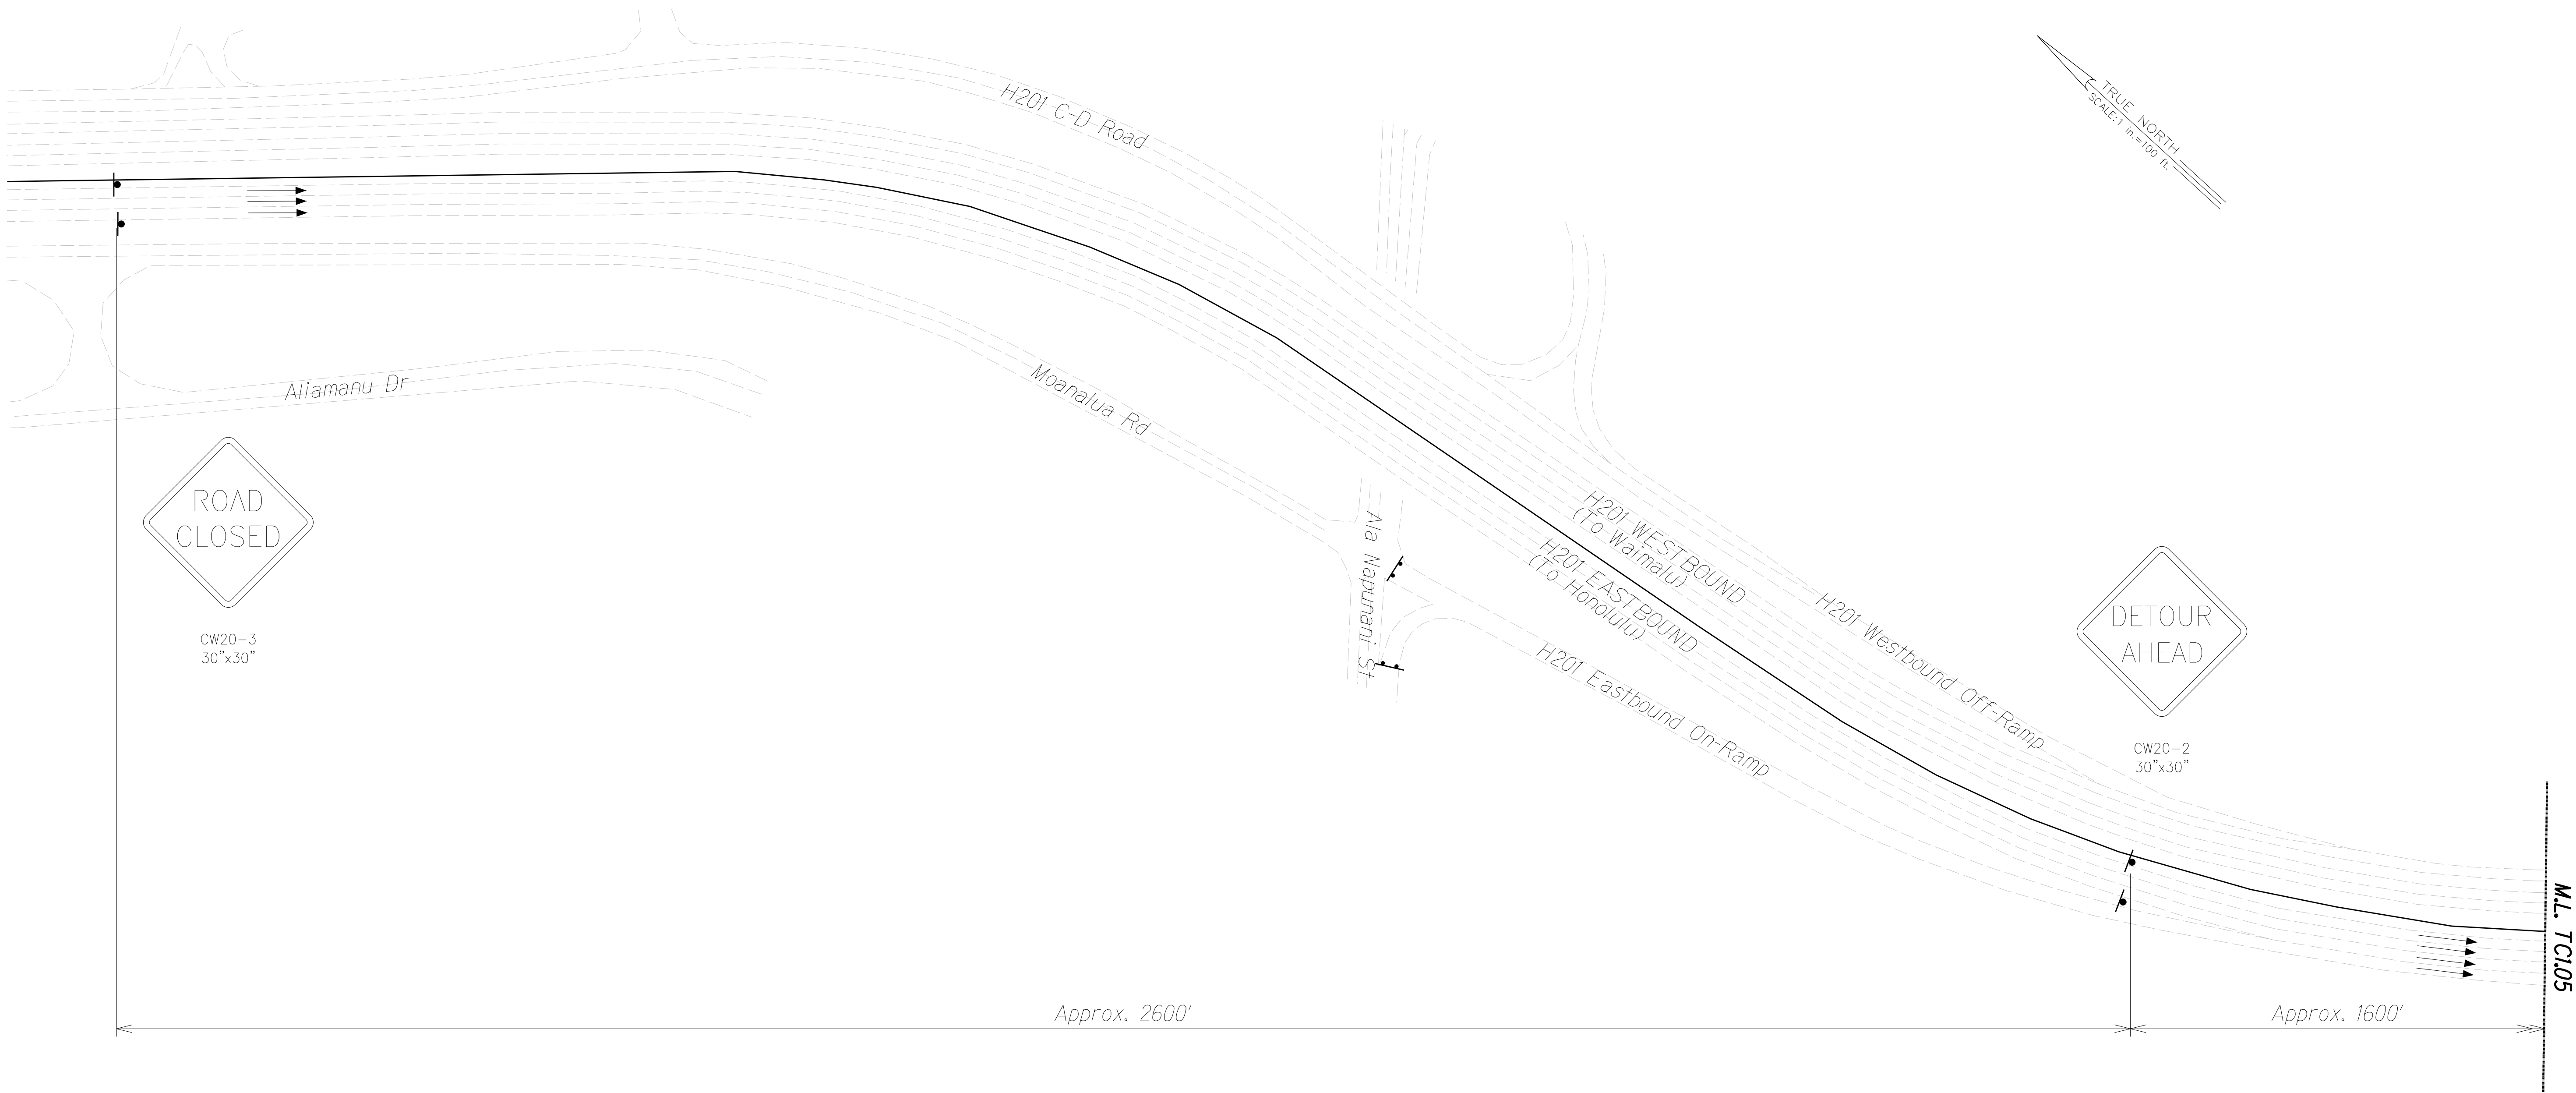 H201 C-D Road
TRUE NORTH
SCALE:1 in.=100 ft.
Aliamanu Dr
Moanalua Rd
ROAD
CLOSED
CW20-3
30"x30"
Ala Napunani. St
H201 WESTBOUND
(To Waimalu)
H201 EASTBOUND
(To Honolulu)
H201 Westbound Off-Ramp
H201 Eastbound On-Ramp
DETOUR
AHEAD
CW20-2
30"x30"
M.L. TC1.05
Approx. 2600'
Approx. 1600'